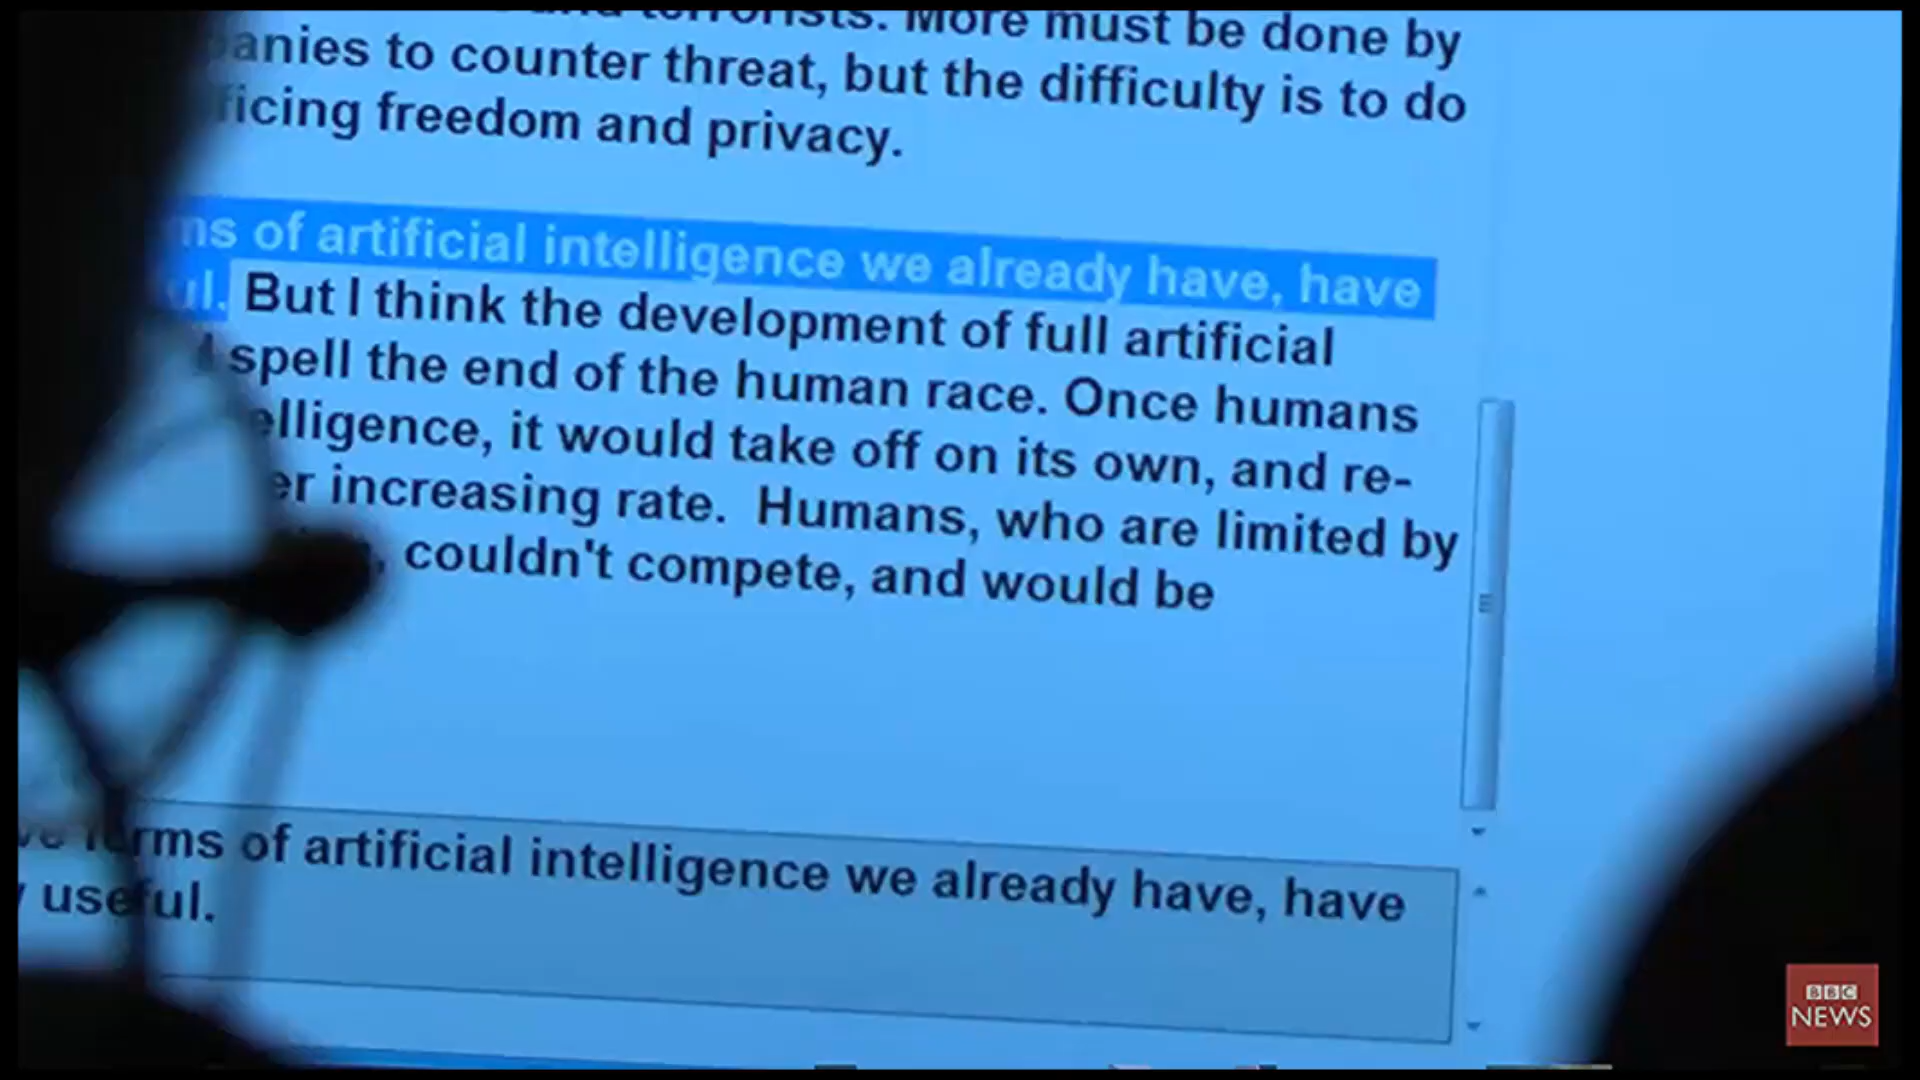 terrorists. More must be done by
anies to counter threat, but the difficulty is to do
ficing freedom and privacy.
ms of artificial intelligence we already have, have
ul. But I think the development of full artificial
spell the end of the human race. Once humans
elligence, it would take off on its own, and re-
er increasing rate. Humans, who are limited by
couldn't compete, and would be
rms of artificial intelligence we already have, have
useful.
BBC
NEWS